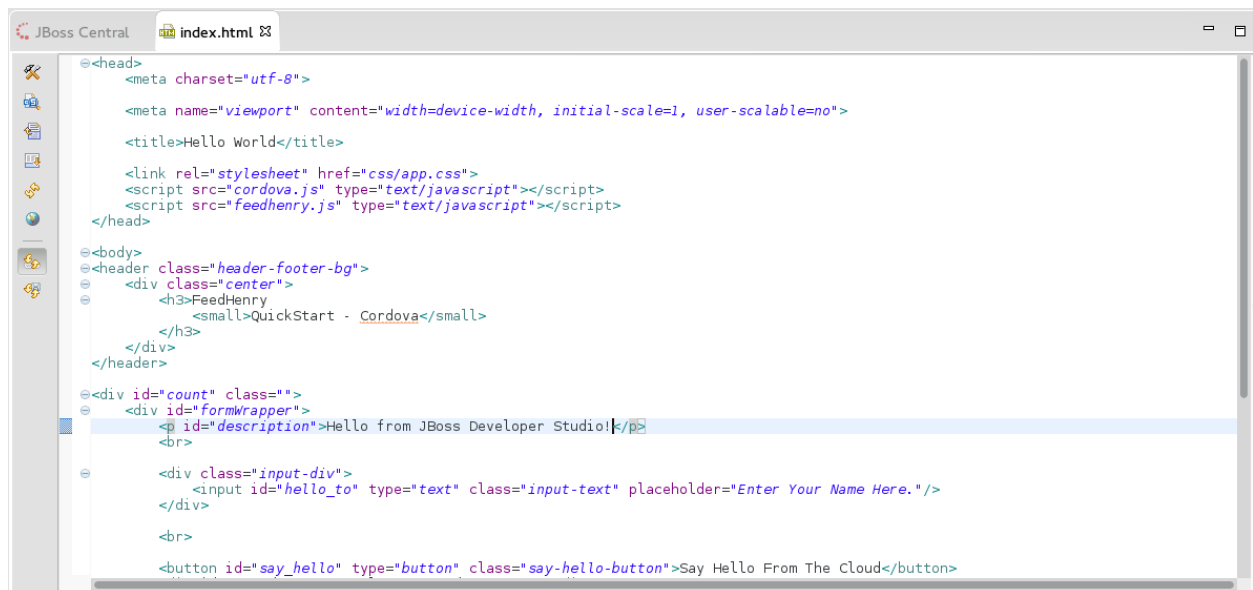 JBoss Central index.html
<head>
<meta charset="utf-8">
<meta name="viewport" content="width=device-width, initial-scale=1, user-scalable=no">
<title>Hello World</title>
<link rel="stylesheet" href="css/app.css">
<script src="cordova.js" type="text/javascript"></script>
<script src="feedhenry.js" type="text/javascript"></script>
</head>
<body>
<header class="header-footer-bg">
<div class="center">
<h3>FeedHenry
<small>QuickStart - Cordova</small>
</h3>
</div>
</header>
<div id="count" class="">
<div id="formWrapper">
<p id="description">Hello from JBoss Developer Studio!</p>
<br>
<div class="input-div">
<input id="hello_to" type="text" class="input-text" placeholder="Enter Your Name Here."/>
</div>
<br>
<button id="say_hello" type="button" class="say-hello-button">Say Hello From The Cloud</button>